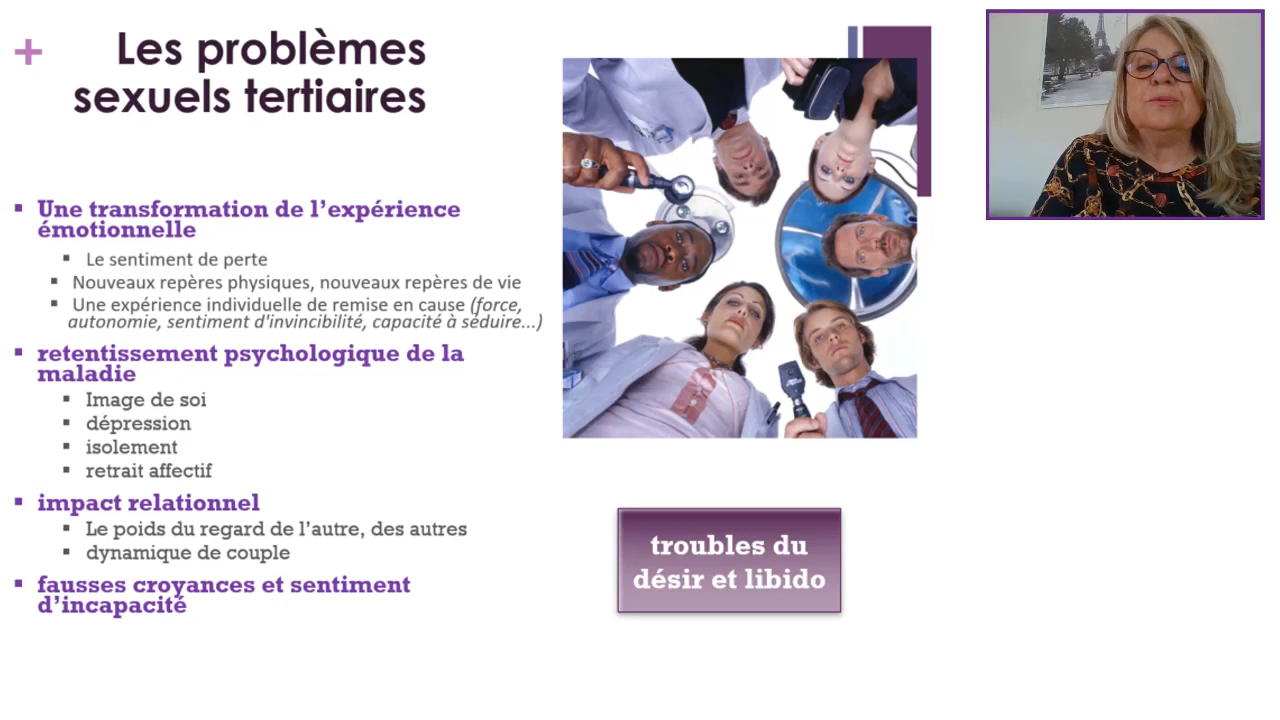 + Les problèmes
sexuels tertiaires
▪ Une transformation de l’expérience
émotionnelle
▪ Le sentiment de perte
▪ Nouveaux repères physiques, nouveaux repères de vie
▪ Une expérience individuelle de remise en cause (force,
autonomie, sentiment d'invincibilité, capacité à séduire...)
▪ retentissement psychologique de la
maladie
▪ Image de soi
▪ dépression
▪ isolement
▪ retrait affectif
▪ impact relationnel
▪ Le poids du regard de l’autre, des autres
▪ dynamique de couple
▪ fausses croyances et sentiment
d’incapacité
troubles du
désir et libido